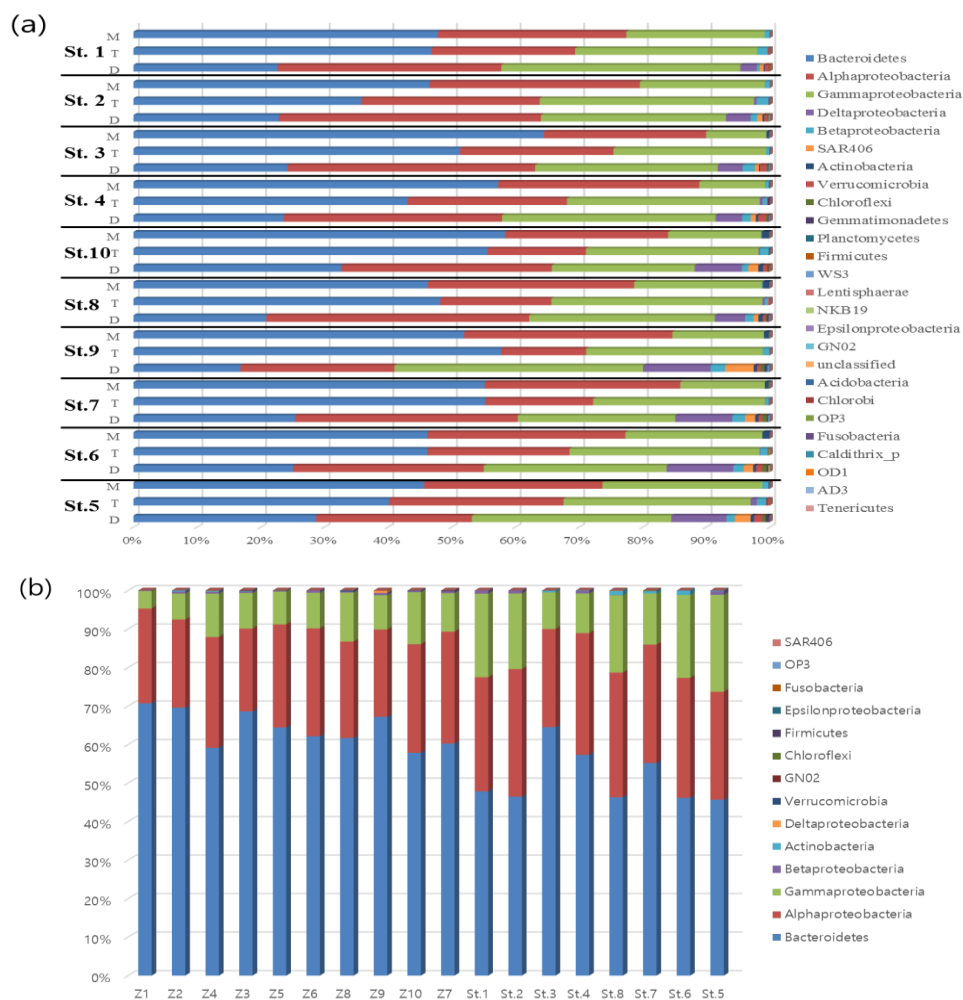 (a)
St. 1
M
T
D
St. 2
M
T
D
St. 3
M
T
D
St. 4
M
T
D
St.10
M
T
D
St.8
M
T
D
St.9
M
T
D
St.7
M
T
D
St.6
M
T
D
St.5
M
T
D
0% 10% 20% 30% 40% 50% 60% 70% 80% 90% 100%
Bacteroidetes
Alphaproteobacteria
Gammaproteobacteria
Deltaproteobacteria
Betaproteobacteria
SAR406
Actinobacteria
Verrucomicrobia
Chloroflexi
Gemmatimonadetes
Planctomycetes
Firmicutes
WS3
Lentisphaerae
NKB19
Epsilonproteobacteria
GN02
unclassified
Acidobacteria
Chlorobi
OP3
Fusobacteria
Caldithrix_p
OD1
AD3
Tenericutes
(b)
100%
90%
80%
70%
60%
50%
40%
30%
20%
10%
0%
Z1 Z2 Z4 Z3 Z5 Z6 Z8 Z9 Z10 Z7 St.1 St.2 St.3 St.4 St.8 St.7 St.6 St.5
SAR406
OP3
Fusobacteria
Epsilonproteobacteria
Firmicutes
Chloroflexi
GN02
Verrucomicrobia
Deltaproteobacteria
Actinobacteria
Betaproteobacteria
Gammaproteobacteria
Alphaproteobacteria
Bacteroidetes